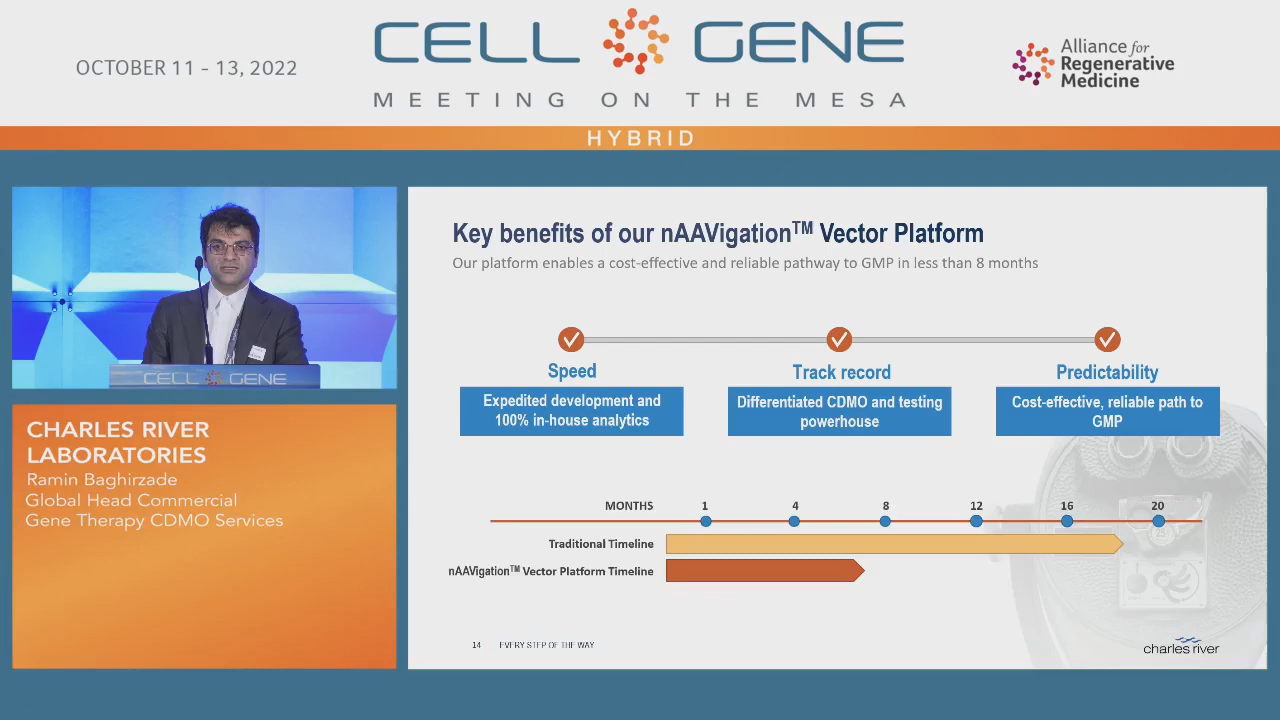 OCTOBER 11 - 13, 2022
CELL GENE
MEETING ON THE MESA
Alliance for
Regenerative
Medicine
HYBRID
CELL GENE
CHARLES RIVER
LABORATORIES
Ramin Baghirzade
Global Head Commercial
Gene Therapy CDMO Services
Key benefits of our nAAVigation™ Vector Platform
Our platform enables a cost-effective and reliable pathway to GMP in less than 8 months
Speed
Expedited development and
100% in-house analytics
Track record
Differentiated CDMO and testing
powerhouse
Predictability
Cost-effective, reliable path to
GMP
MONTHS 1 4 8 12 16 20
Traditional Timeline
nAAVigation™ Vector Platform Timeline
14 EVERY STEP OF THE WAY
charles river